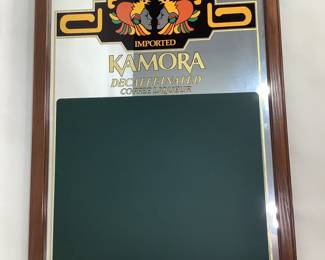 IMPORTED
KAMORA
DECAFFEINATED
COFFEE LIQUEUR